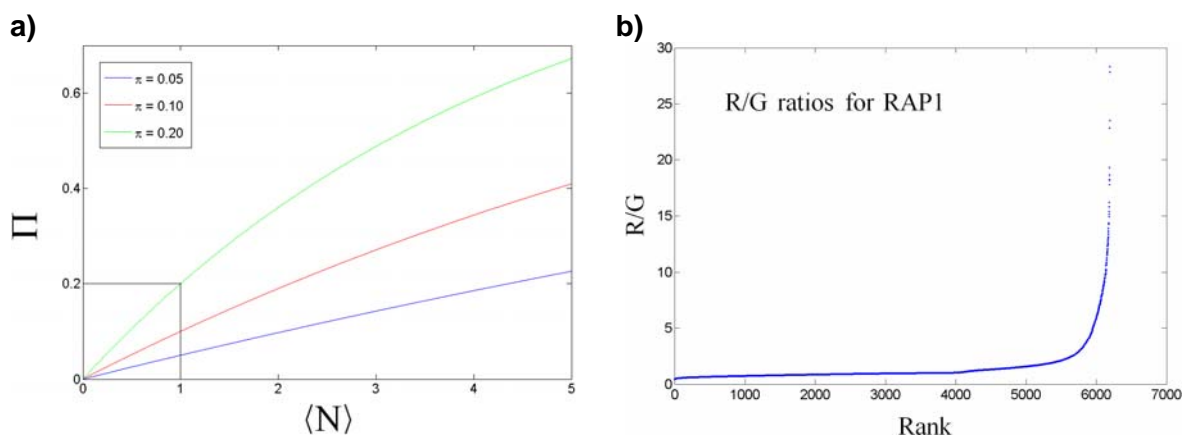 a)
π = 0.05
π = 0.10
π = 0.20
0.6
0.4
0.2
0
Π
0 1 2 3 4 5
⟨N⟩
b)
R/G ratios for RAP1
30
25
20
15
10
5
0
R/G
0 1000 2000 3000 4000 5000 6000 7000
Rank